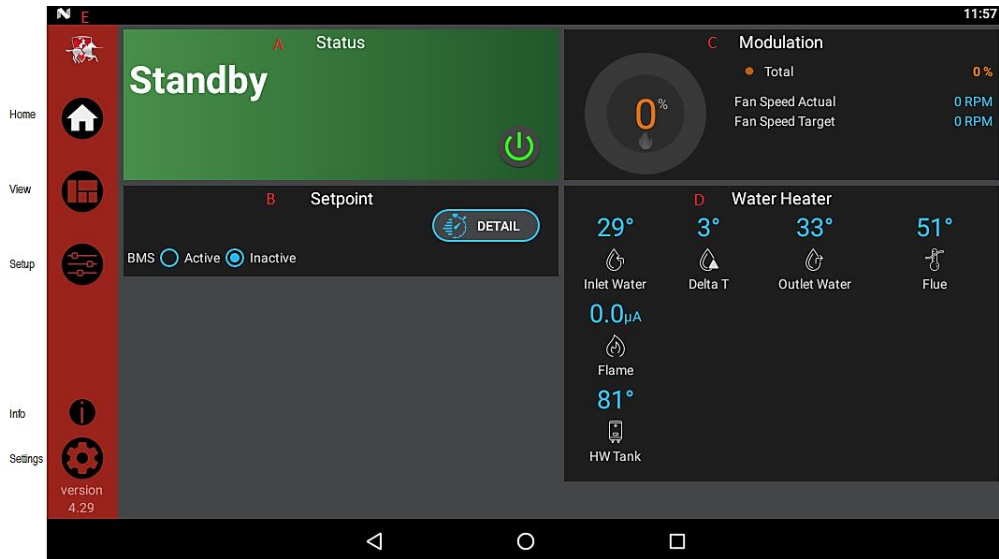 E
11:57
A Status
Standby
C Modulation
0%
Total 0 %
Fan Speed Actual 0 RPM
Fan Speed Target 0 RPM
Home
View
Setup
Info
Settings
version
4.29
B Setpoint
DETAIL
BMS Active Inactive
D Water Heater
29° 3° 33° 51°
Inlet Water Delta T Outlet Water Flue
0.0µA
Flame
81°
HW Tank